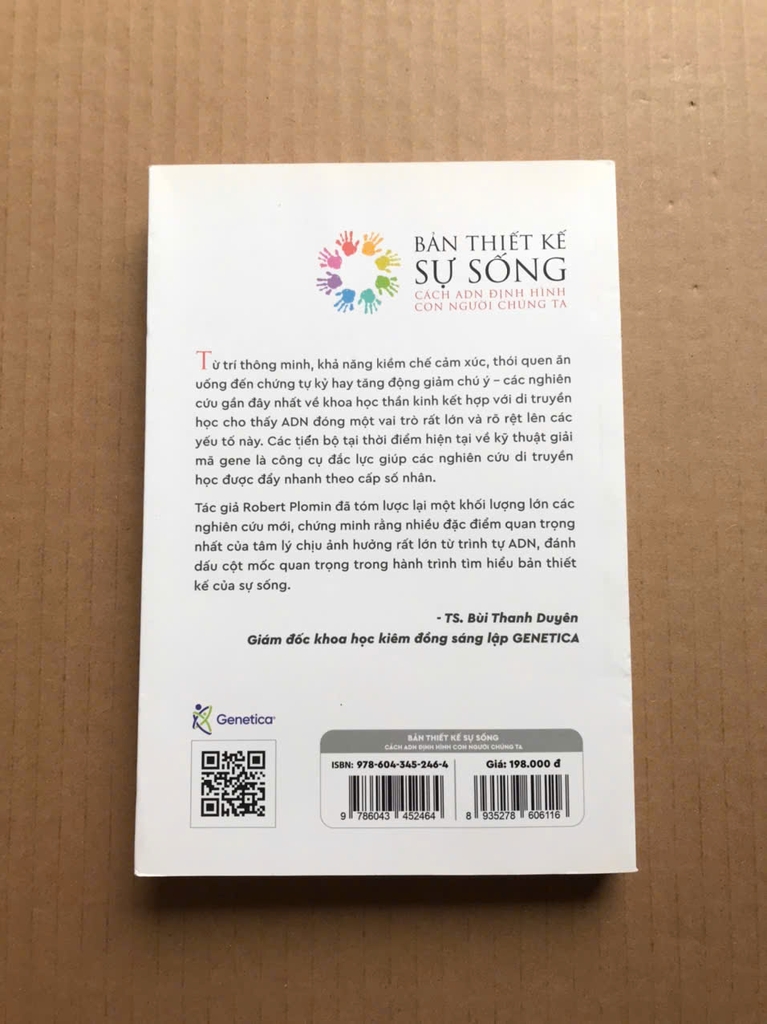 BẢN THIẾT KẾ
SỰ SỐNG
CÁCH ADN ĐỊNH HÌNH
CON NGƯỜI CHÚNG TA
Từ trí thông minh, khả năng kiềm chế cảm xúc, thói quen ăn
uống đến chứng tự kỷ hay tăng động giảm chú ý – các nghiên
cứu gần đây nhất về khoa học thần kinh kết hợp với di truyền
học cho thấy ADN đóng một vai trò rất lớn và rõ rệt lên các
yếu tố này. Các tiến bộ tại thời điểm hiện tại về kỹ thuật giải
mã gene là công cụ đắc lực giúp các nghiên cứu di truyền
học được đẩy nhanh theo cấp số nhân.
Tác giả Robert Plomin đã tóm lược lại một khối lượng lớn các
nghiên cứu mới, chứng minh rằng nhiều đặc điểm quan trọng
nhất của tâm lý chịu ảnh hưởng rất lớn từ trình tự ADN, đánh
dấu cột mốc quan trọng trong hành trình tìm hiểu bản thiết
kế của sự sống.
- TS. Bùi Thanh Duyên
Giám đốc khoa học kiêm đồng sáng lập GENETICA
Genetica®
BẢN THIẾT KẾ SỰ SỐNG
CÁCH ADN ĐỊNH HÌNH CON NGƯỜI CHÚNG TA
ISBN: 978-604-345-246-4
Giá: 198.000 đ
9 786043 452464
8 935278 606116